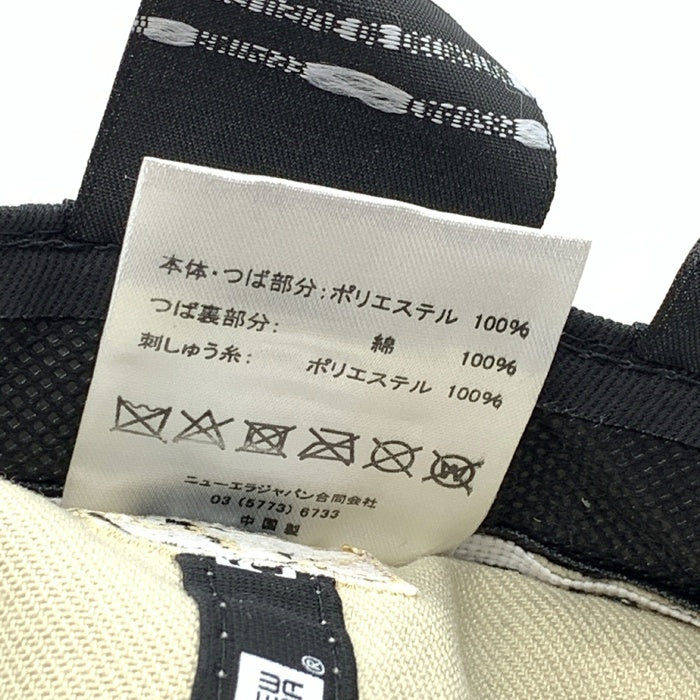 本体・つば部分：ポリエステル 100%
つば裏部分： 綿 100%
刺しゅう糸： ポリエステル 100%
ニューエラジャパン合同会社
03 (5773) 6733
中国製
®